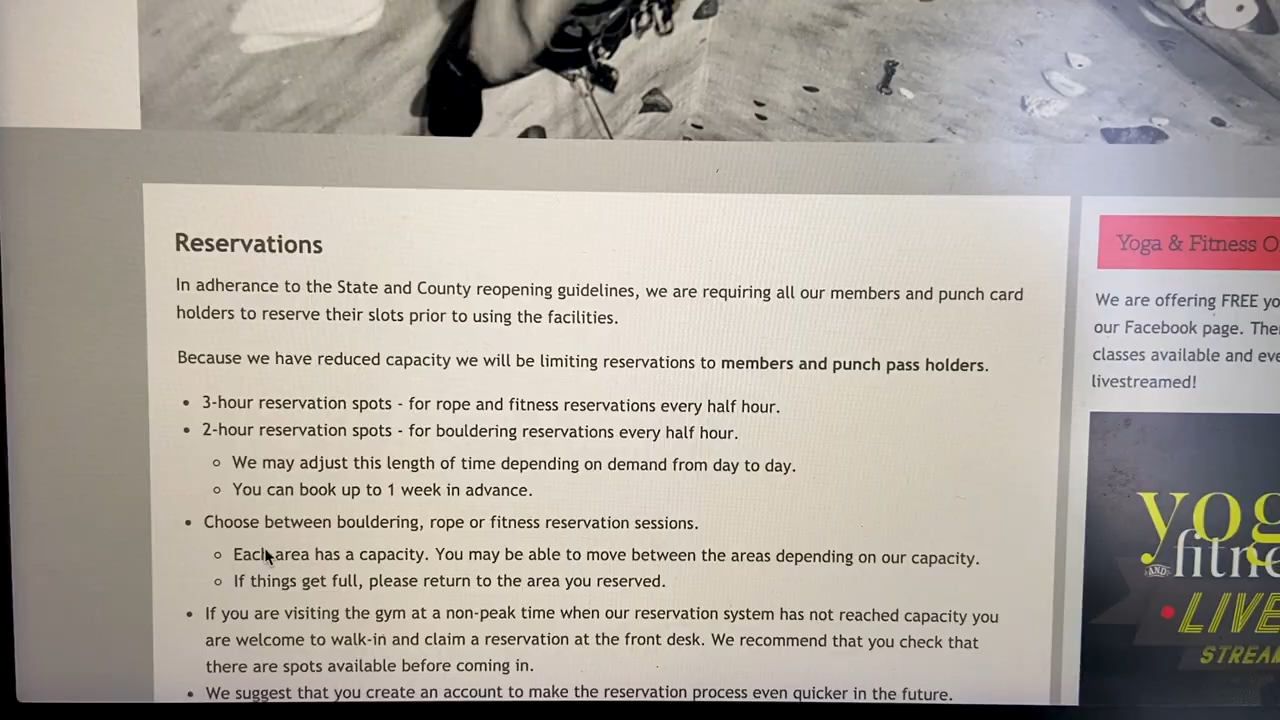 Reservations
In adherence to the State and County reopening guidelines, we are requiring all our members and punch card
holders to reserve their slots prior to using the facilities.
Because we have reduced capacity we will be limiting reservations to members and punch pass holders.
3-hour reservation spots - for rope and fitness reservations every half hour.
2-hour reservation spots - for bouldering reservations every half hour.
We may adjust this length of time depending on demand from day to day.
You can book up to 1 week in advance.
Choose between bouldering, rope or fitness reservation sessions.
Each area has a capacity. You may be able to move between the areas depending on our capacity.
If things get full, please return to the area you reserved.
If you are visiting the gym at a non-peak time when our reservation system has not reached capacity you
are welcome to walk-in and claim a reservation at the front desk. We recommend that you check that
there are spots available before coming in.
We suggest that you create an account to make the reservation process even quicker in the future.
Yoga & Fitness O
We are offering FREE yo
our Facebook page. The
classes available and eve
livestreamed!
yog
AND fitne
LIVE
STREA